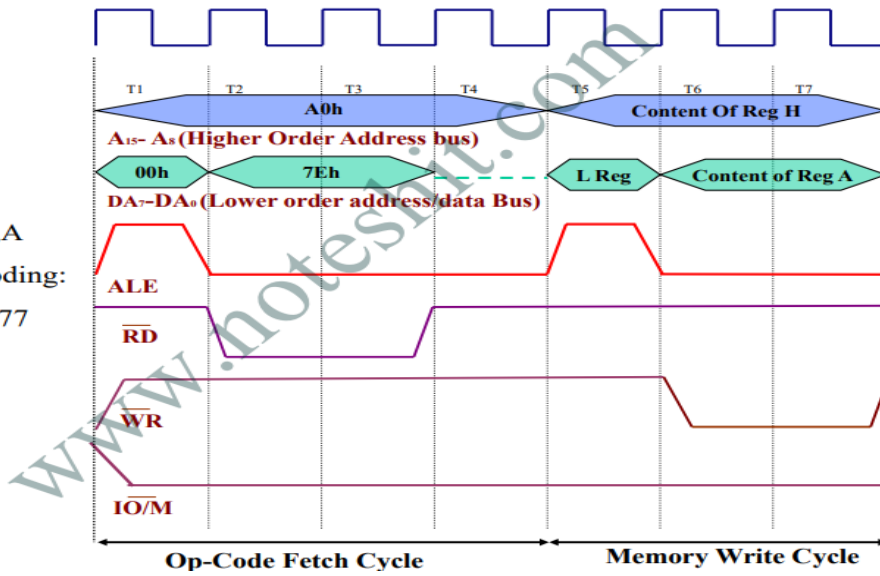 T1 T2 T3 T4 T5 T6 T7
A0h Content Of Reg H
A15- A8 (Higher Order Address bus)
00h 7Eh L Reg Content of Reg A
DA7-DA0 (Lower order address/data Bus)
A
oding:
77
ALE
RD
WR
IO/M
Op-Code Fetch Cycle Memory Write Cycle
www.noteshit.com